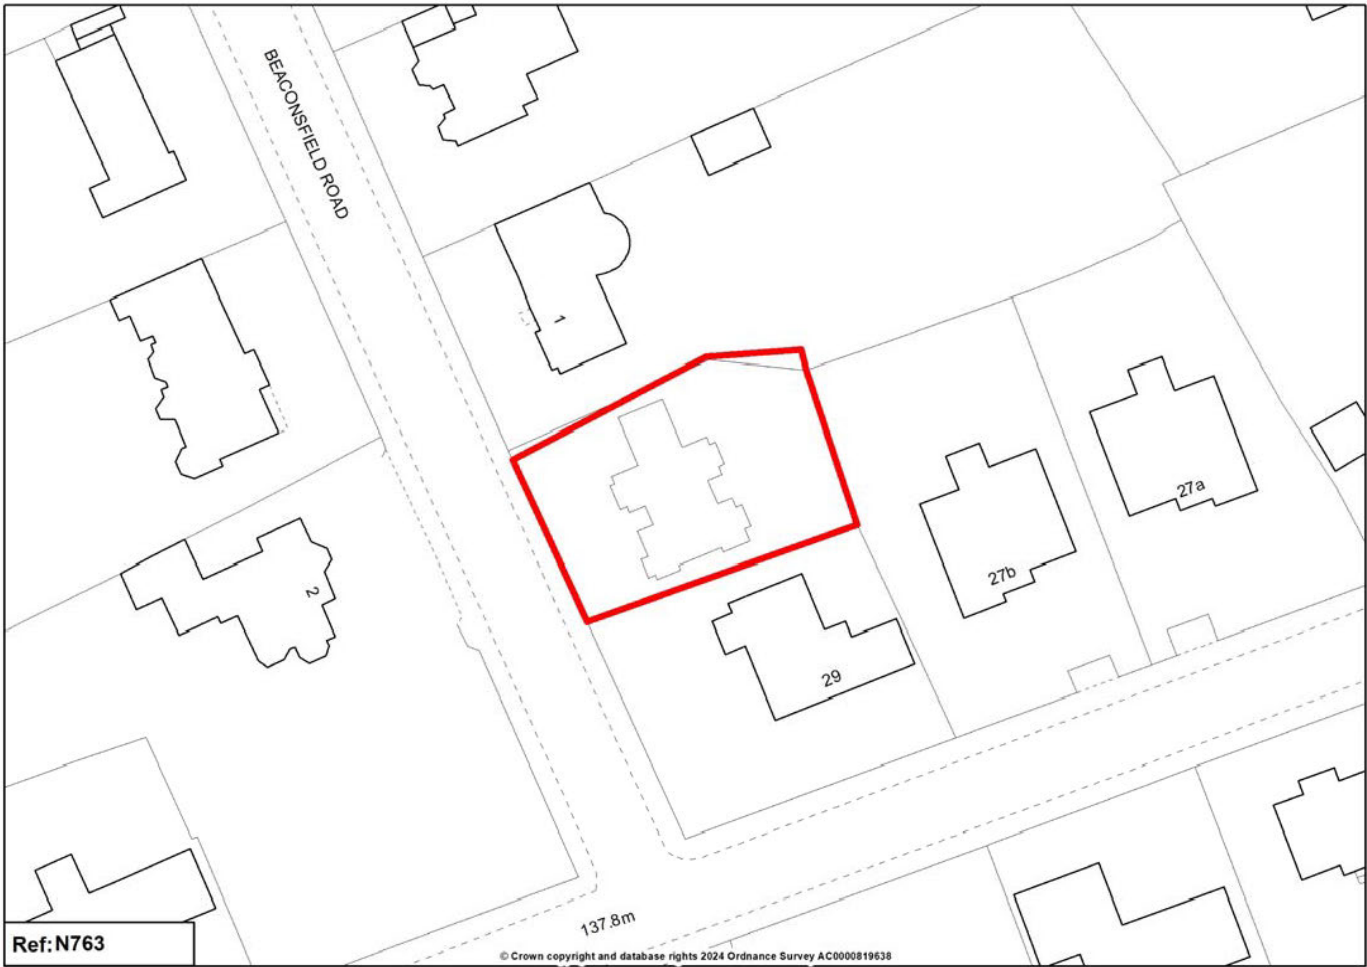 BEACONSFIELD ROAD
1
2
27a
27b
29
137.8m
Ref:N763
© Crown copyright and database rights 2024 Ordnance Survey AC0000819638